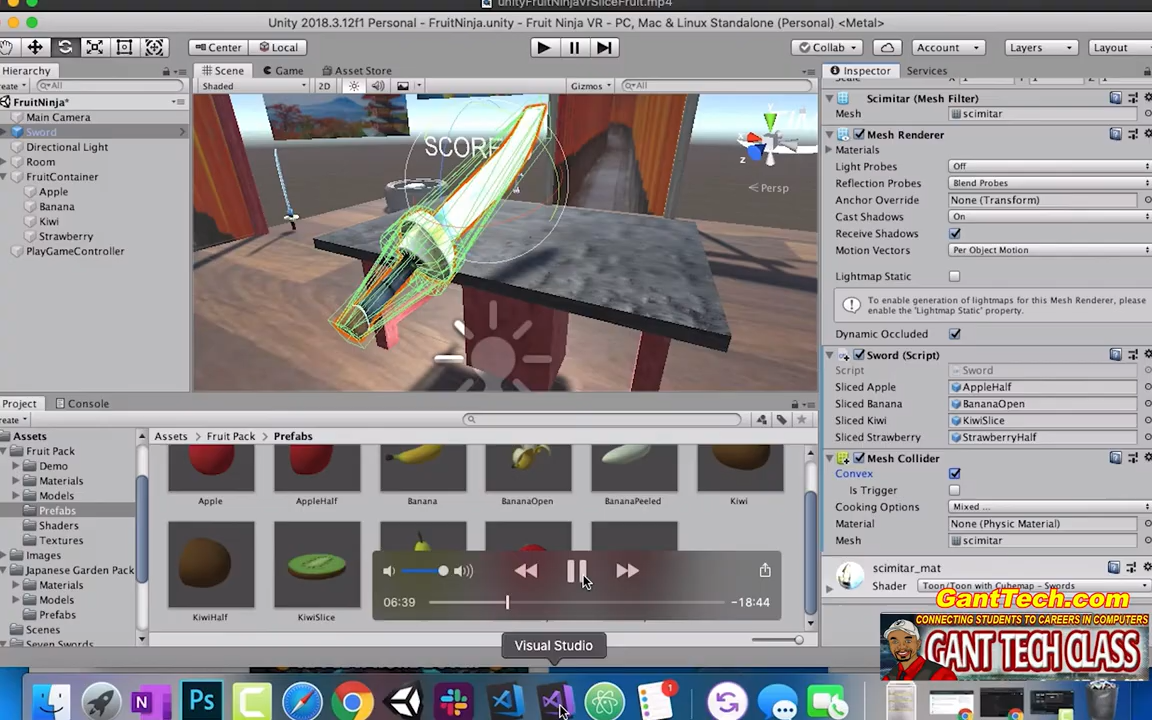 unityFruitNinjaVrSliceFruit.mp4
Unity 2018.3.12f1 Personal - FruitNinja.unity - Fruit Ninja VR - PC, Mac & Linux Standalone (Personal) <Metal>
Center
Local
Collab
Account
Layers
Layout
Hierarchy
Scene
Game
Asset Store
Inspector
Services
All
Shaded
2D
Gizmos
All
FruitNinja*
Main Camera
Sword
Directional Light
Room
FruitContainer
Apple
Banana
Kiwi
Strawberry
PlayGameController
SCORE
y
z
Persp
Scimitar (Mesh Filter)
Mesh
scimitar
Mesh Renderer
Materials
Light Probes
Off
Reflection Probes
Blend Probes
Anchor Override
None (Transform)
Cast Shadows
On
Receive Shadows
Motion Vectors
Per Object Motion
Lightmap Static
To enable generation of lightmaps for this Mesh Renderer, please
enable the 'Lightmap Static' property.
Dynamic Occluded
Sword (Script)
Script
Sword
Sliced Apple
AppleHalf
Sliced Banana
BananaOpen
Sliced Kiwi
KiwiSlice
Sliced Strawberry
StrawberryHalf
Mesh Collider
Convex
Is Trigger
Cooking Options
Mixed ...
Material
None (Physic Material)
Mesh
scimitar
scimitar_mat
Shader
Toon/Toon with Cubemap - Swords
Project
Console
Assets
Fruit Pack
Demo
Materials
Models
Prefabs
Shaders
Textures
Images
Japanese Garden Pack
Materials
Models
Prefabs
Scenes
Seven Swords
Assets
Fruit Pack
Prefabs
Apple
AppleHalf
Banana
BananaOpen
BananaPeeled
Kiwi
KiwiHalf
KiwiSlice
06:39
-18:44
Visual Studio
GantTech.com
CONNECTING STUDENTS TO CAREERS IN COMPUTERS
GANT TECH CLASS
N
Ps
C
1